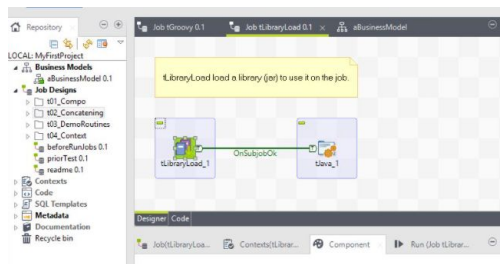 Repository
LOCAL: MyFirstProject
Business Models
aBusinessModel 0.1
Job Designs
t01_Compo
t02_Concatening
t03_DemoRoutines
t04_Context
beforeRunJobs 0.1
priorTest 0.1
readme 0.1
Contexts
Code
SQL Templates
Metadata
Documentation
Recycle bin
Job tGroovy 0.1
Job tLibraryLoad 0.1
aBusinessModel
tLibraryLoad load a library (jar) to use it on the job.
tLibraryLoad_1
OnSubjobOk
tJava_1
Designer Code
Job(tLibraryLoa...
Contexts(tLibrar...
Component
Run (Job tLibrar...